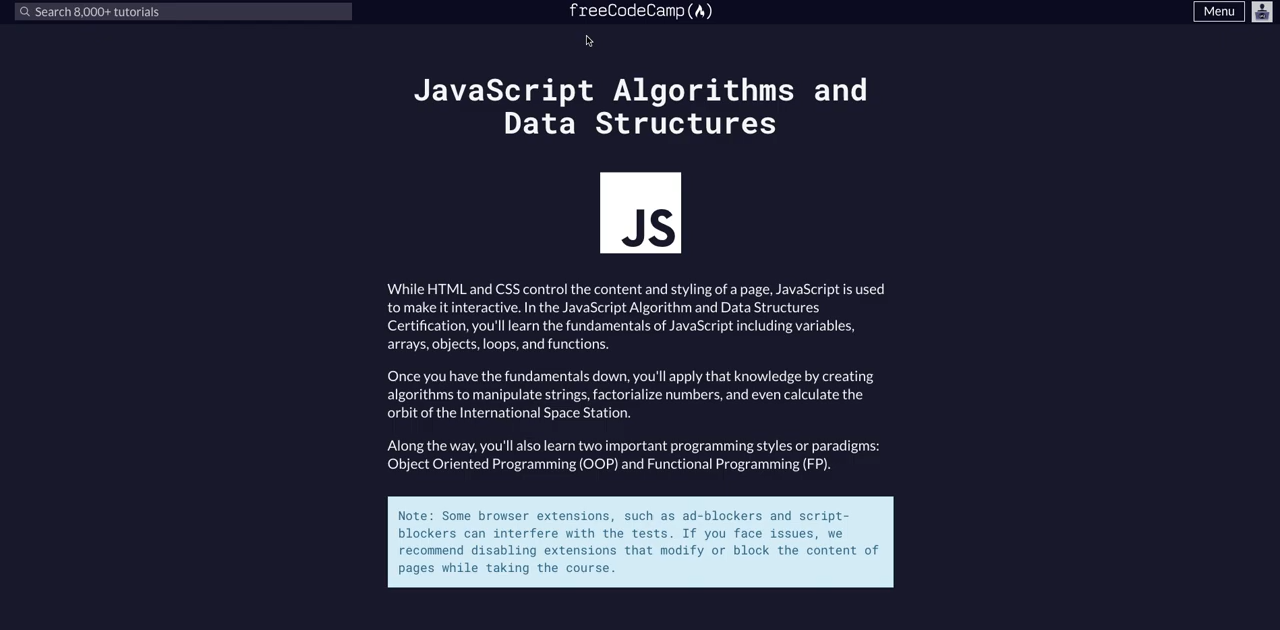 Search 8,000+ tutorials
freeCodeCamp
Menu
JavaScript Algorithms and
Data Structures
JS
While HTML and CSS control the content and styling of a page, JavaScript is used
to make it interactive. In the JavaScript Algorithm and Data Structures
Certification, you'll learn the fundamentals of JavaScript including variables,
arrays, objects, loops, and functions.
Once you have the fundamentals down, you'll apply that knowledge by creating
algorithms to manipulate strings, factorialize numbers, and even calculate the
orbit of the International Space Station.
Along the way, you'll also learn two important programming styles or paradigms:
Object Oriented Programming (OOP) and Functional Programming (FP).
Note: Some browser extensions, such as ad-blockers and script-
blockers can interfere with the tests. If you face issues, we
recommend disabling extensions that modify or block the content of
pages while taking the course.